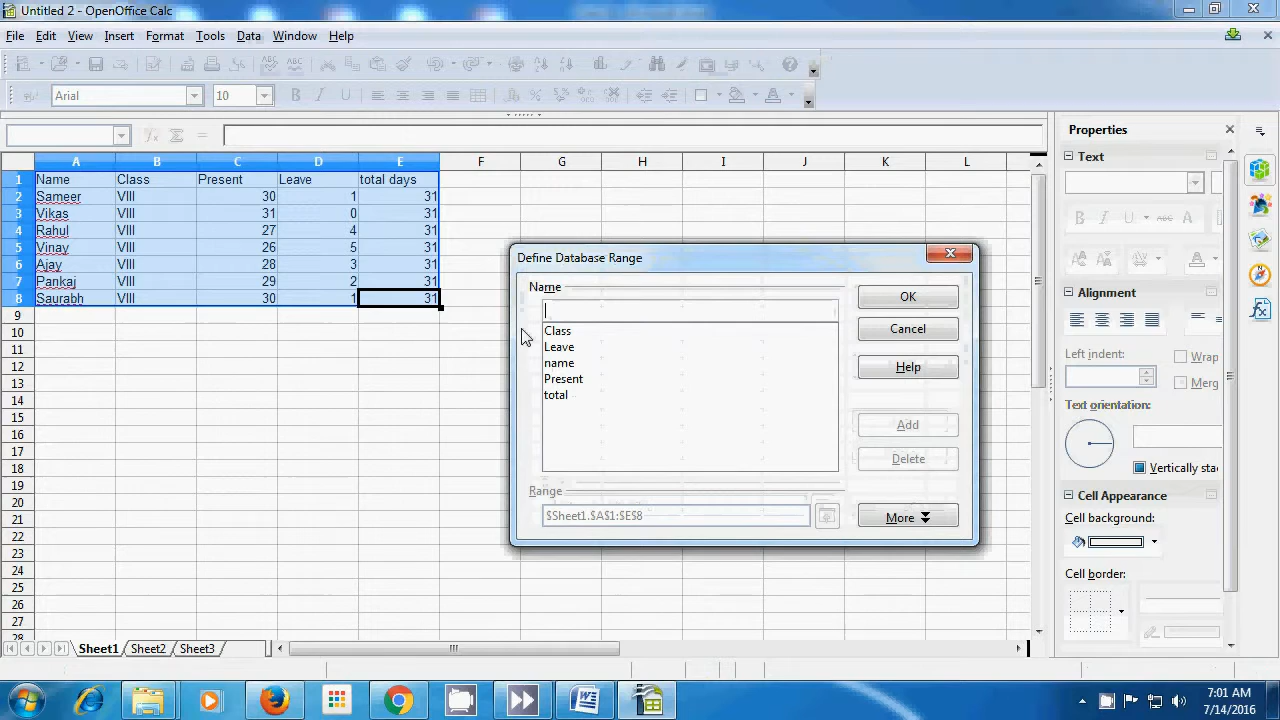 Untitled 2 - OpenOffice Calc
File Edit View Insert Format Tools Data Window Help
Arial 10
Properties
A B C D E F G H I J K L
Text
1 Name Class Present Leave total days
2 Sameer VIII 30 1 31
3 Vikas VIII 31 0 31
4 Rahul VIII 27 4 31
5 Vinay VIII 26 5 31
6 Ajay VIII 28 3 31
7 Pankaj VIII 29 2 31
8 Saurabh VIII 30 1 31
9
10
11
12
13
14
15
16
17
18
19
20
21
22
23
24
25
26
27
28
Define Database Range
Name
Class
Leave
name
Present
total
OK
Cancel
Help
Add
Delete
Range
$Sheet1.$A$1:$E$8
More
Alignment
Left indent:
Wrap
Merg
Text orientation:
Vertically sta
Cell Appearance
Cell background:
Cell border:
Sheet1 Sheet2 Sheet3
7:01 AM
7/14/2016